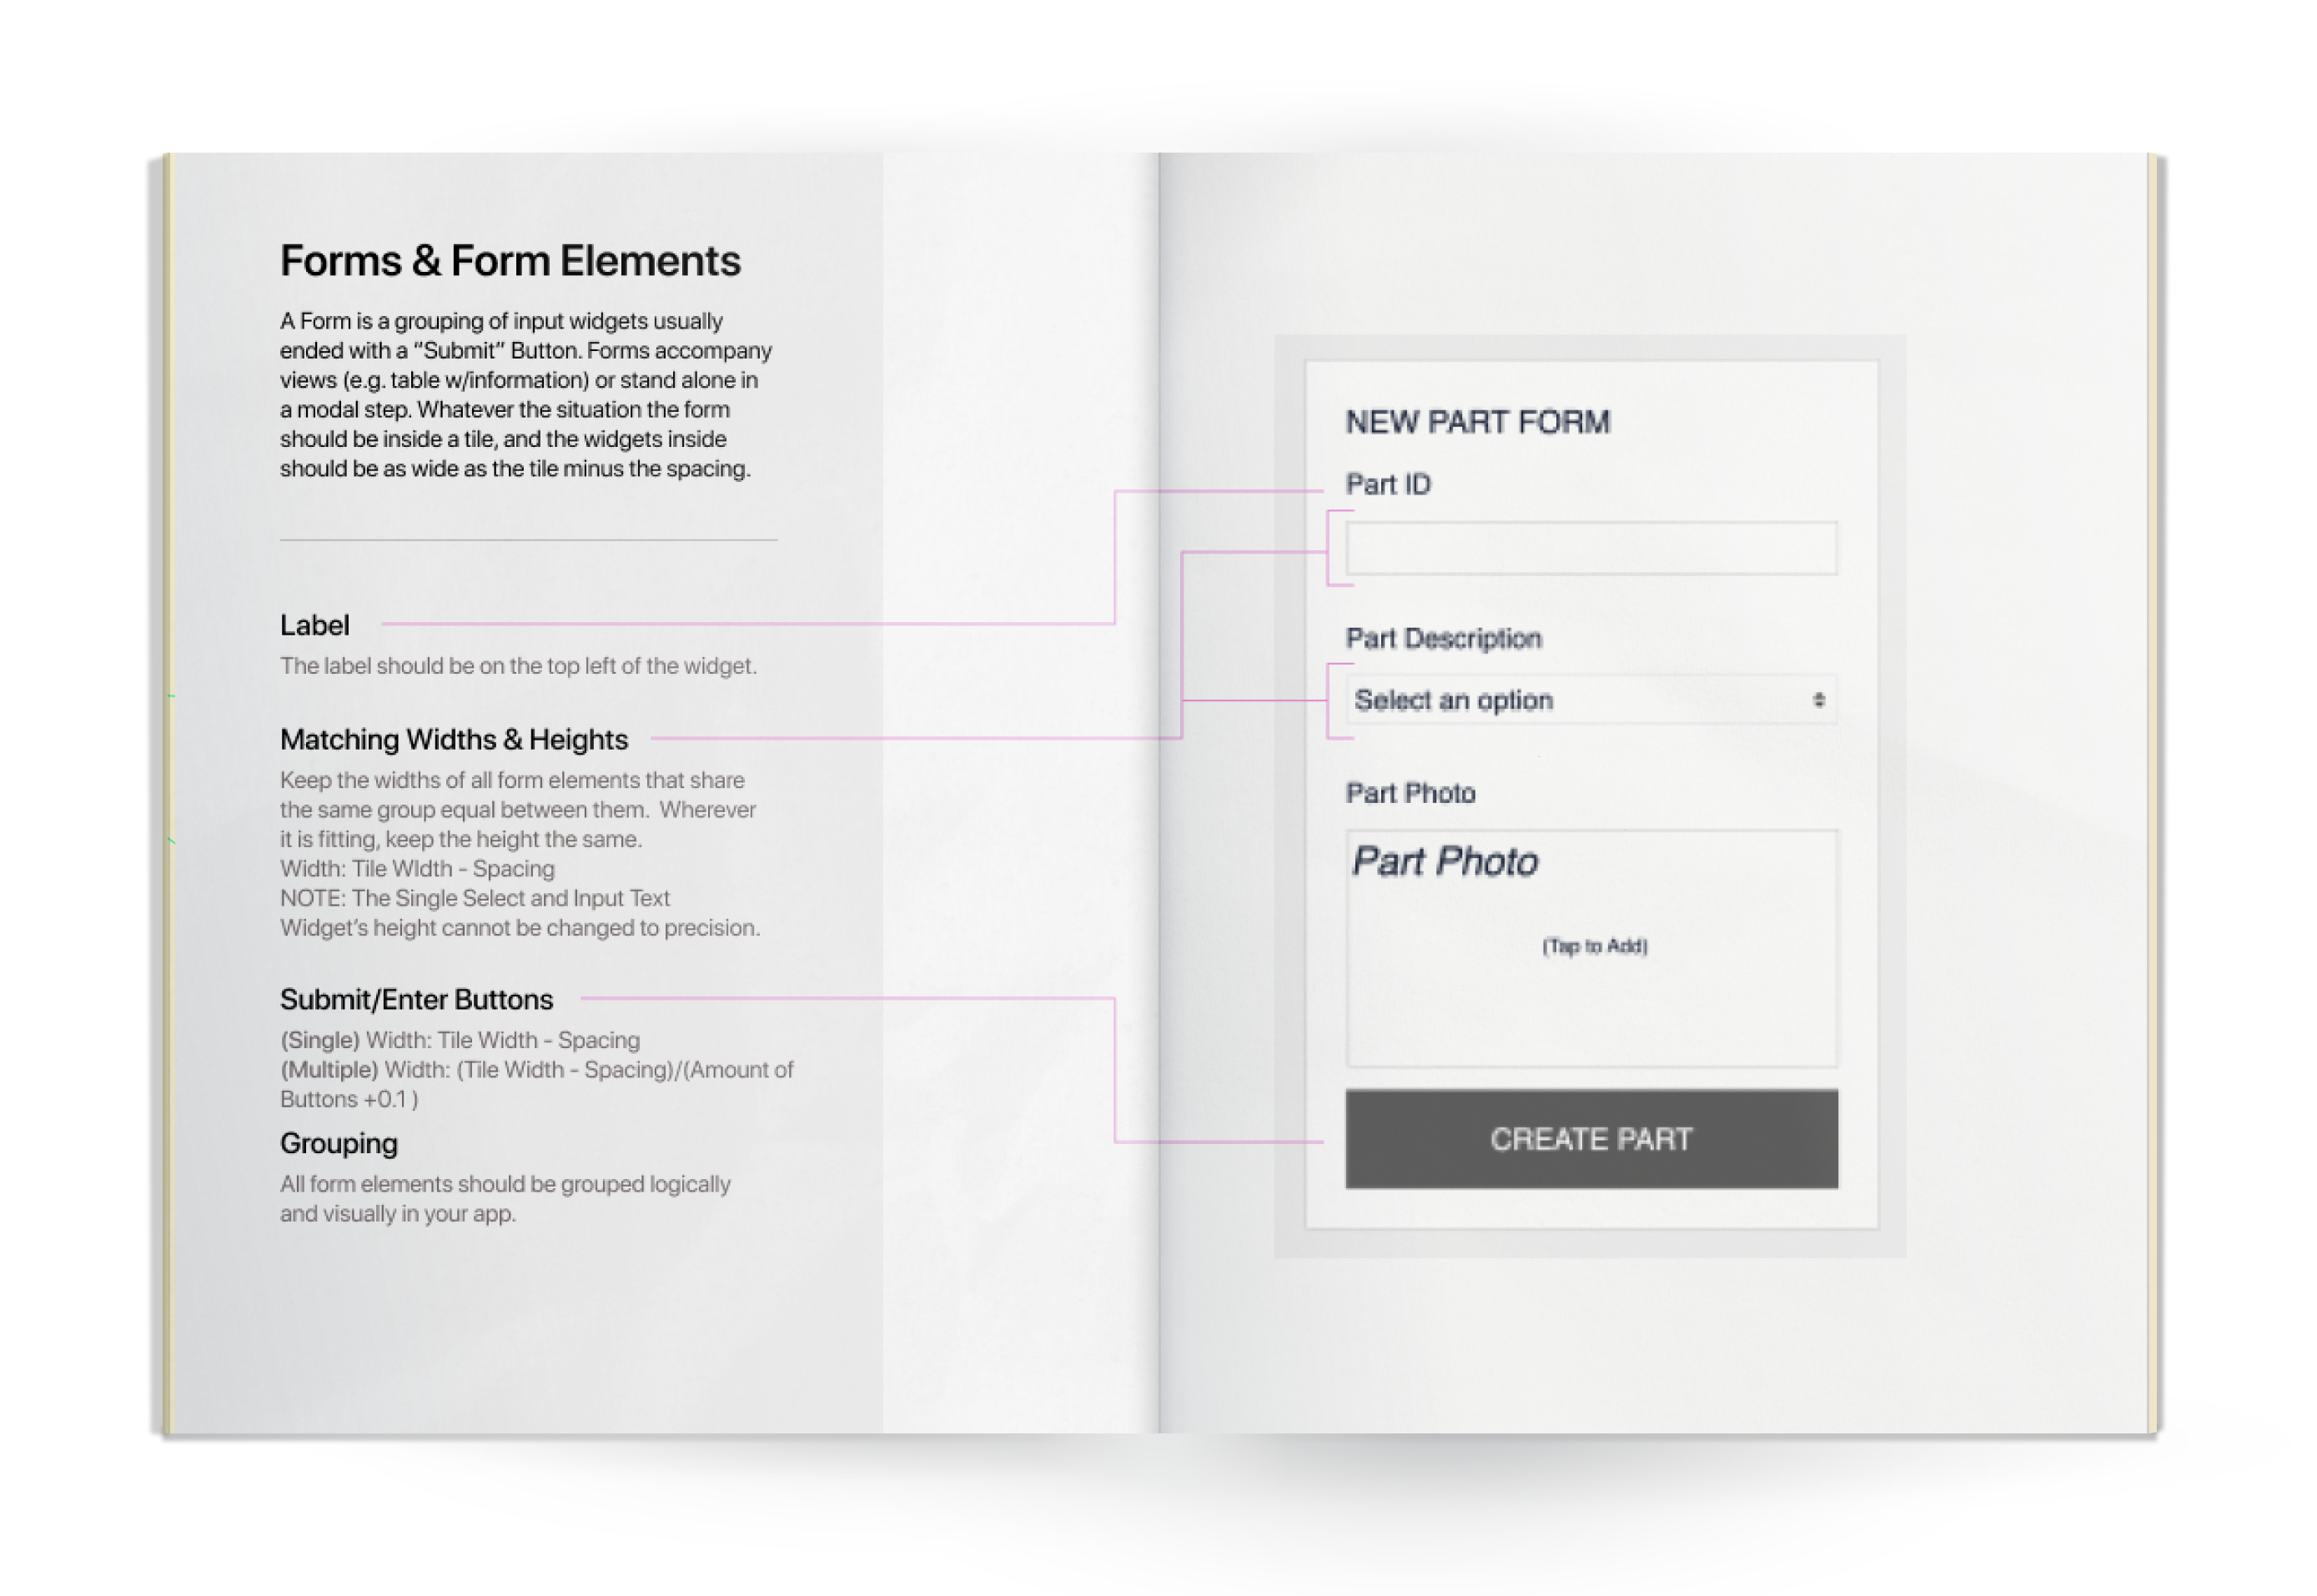 Forms & Form Elements
A Form is a grouping of input widgets usually
ended with a “Submit” Button. Forms accompany
views (e.g. table w/information) or stand alone in
a modal step. Whatever the situation the form
should be inside a tile, and the widgets inside
should be as wide as the tile minus the spacing.
Label
The label should be on the top left of the widget.
Matching Widths & Heights
Keep the widths of all form elements that share
the same group equal between them.  Wherever
it is fitting, keep the height the same.
Width: Tile WIdth - Spacing
NOTE: The Single Select and Input Text
Widget’s height cannot be changed to precision.
Submit/Enter Buttons
(Single) Width: Tile Width - Spacing
(Multiple) Width: (Tile Width - Spacing)/(Amount of
Buttons +0.1 )
Grouping
All form elements should be grouped logically
and visually in your app.
NEW PART FORM
Part ID
Part Description
Select an option
Part Photo
Part Photo
(Tap to Add)
CREATE PART